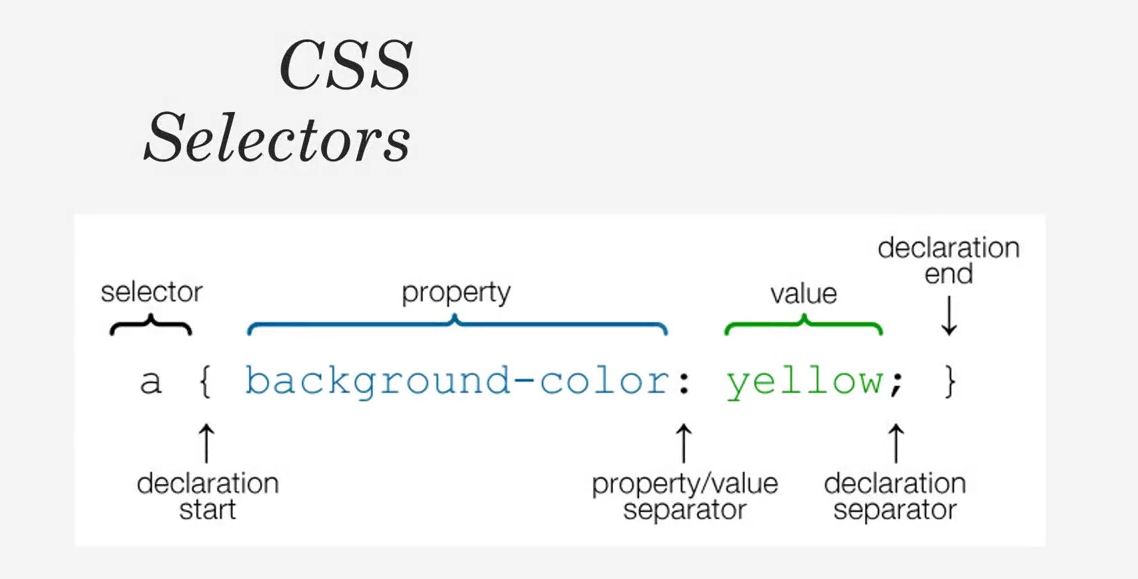 CSS
Selectors
declaration
end
selector
property
value
a { background-color: yellow; }
declaration
start
property/value
separator
declaration
separator